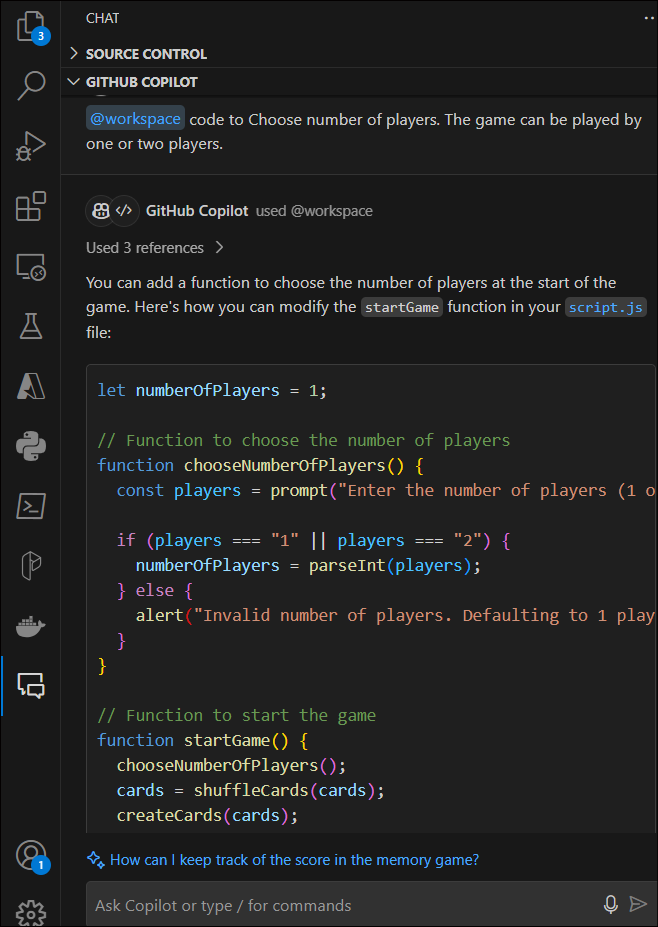 CHAT
SOURCE CONTROL
GITHUB COPILOT
@workspace code to Choose number of players. The game can be played by
one or two players.
GitHub Copilot used @workspace
Used 3 references
You can add a function to choose the number of players at the start of the
game. Here's how you can modify the startGame function in your script.js
file:
let numberOfPlayers = 1;
// Function to choose the number of players
function chooseNumberOfPlayers() {
const players = prompt("Enter the number of players (1 o
if (players === "1" || players === "2") {
numberOfPlayers = parseInt(players);
} else {
alert("Invalid number of players. Defaulting to 1 play
}
}
// Function to start the game
function startGame() {
chooseNumberOfPlayers();
cards = shuffleCards(cards);
createCards(cards);
How can I keep track of the score in the memory game?
Ask Copilot or type / for commands
3
1